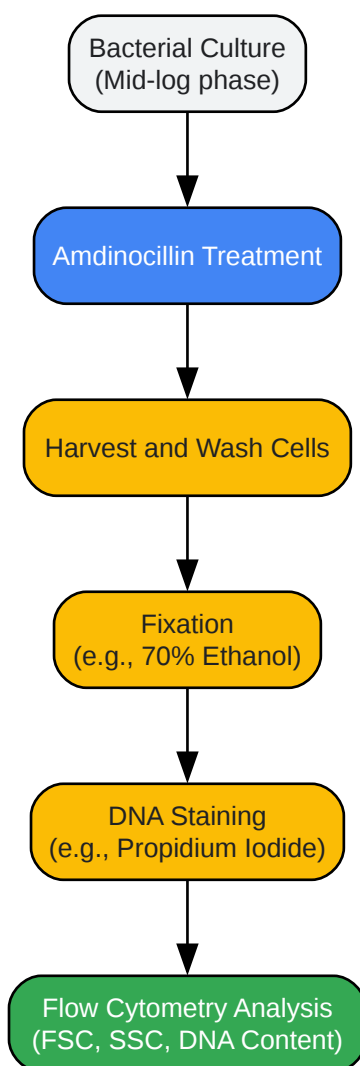 Bacterial Culture
(Mid-log phase)
Amdinocillin Treatment
Harvest and Wash Cells
Fixation
(e.g., 70% Ethanol)
DNA Staining
(e.g., Propidium Iodide)
Flow Cytometry Analysis
(FSC, SSC, DNA Content)